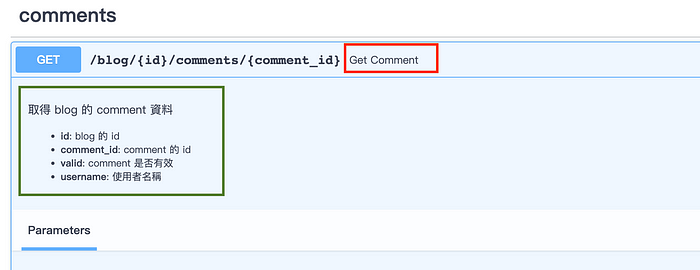 comments
GET /blog/{id}/comments/{comment_id} Get Comment
取得 blog 的 comment 資料
• id: blog 的 id
• comment_id: comment 的 id
• valid: comment 是否有效
• username: 使用者名稱
Parameters